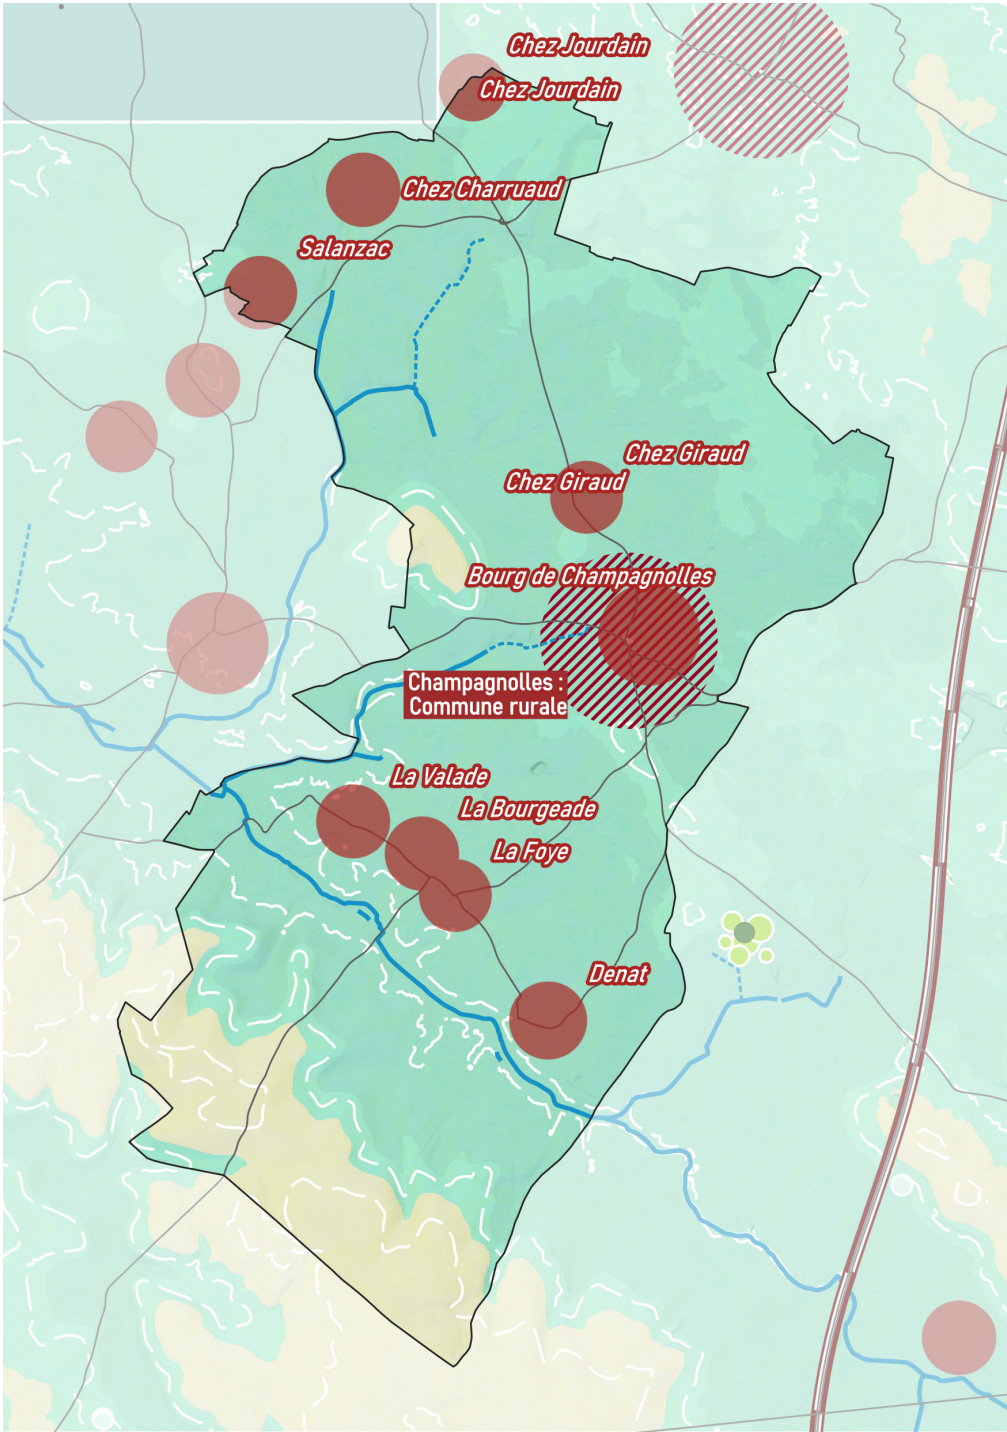 Chez Jourdain
Chez Jourdain
Chez Charruaud
Salanzac
Chez Giraud
Chez Giraud
Bourg de Champagnolles
Champagnolles :
Commune rurale
La Valade
La Bourgeade
La Foye
Denat